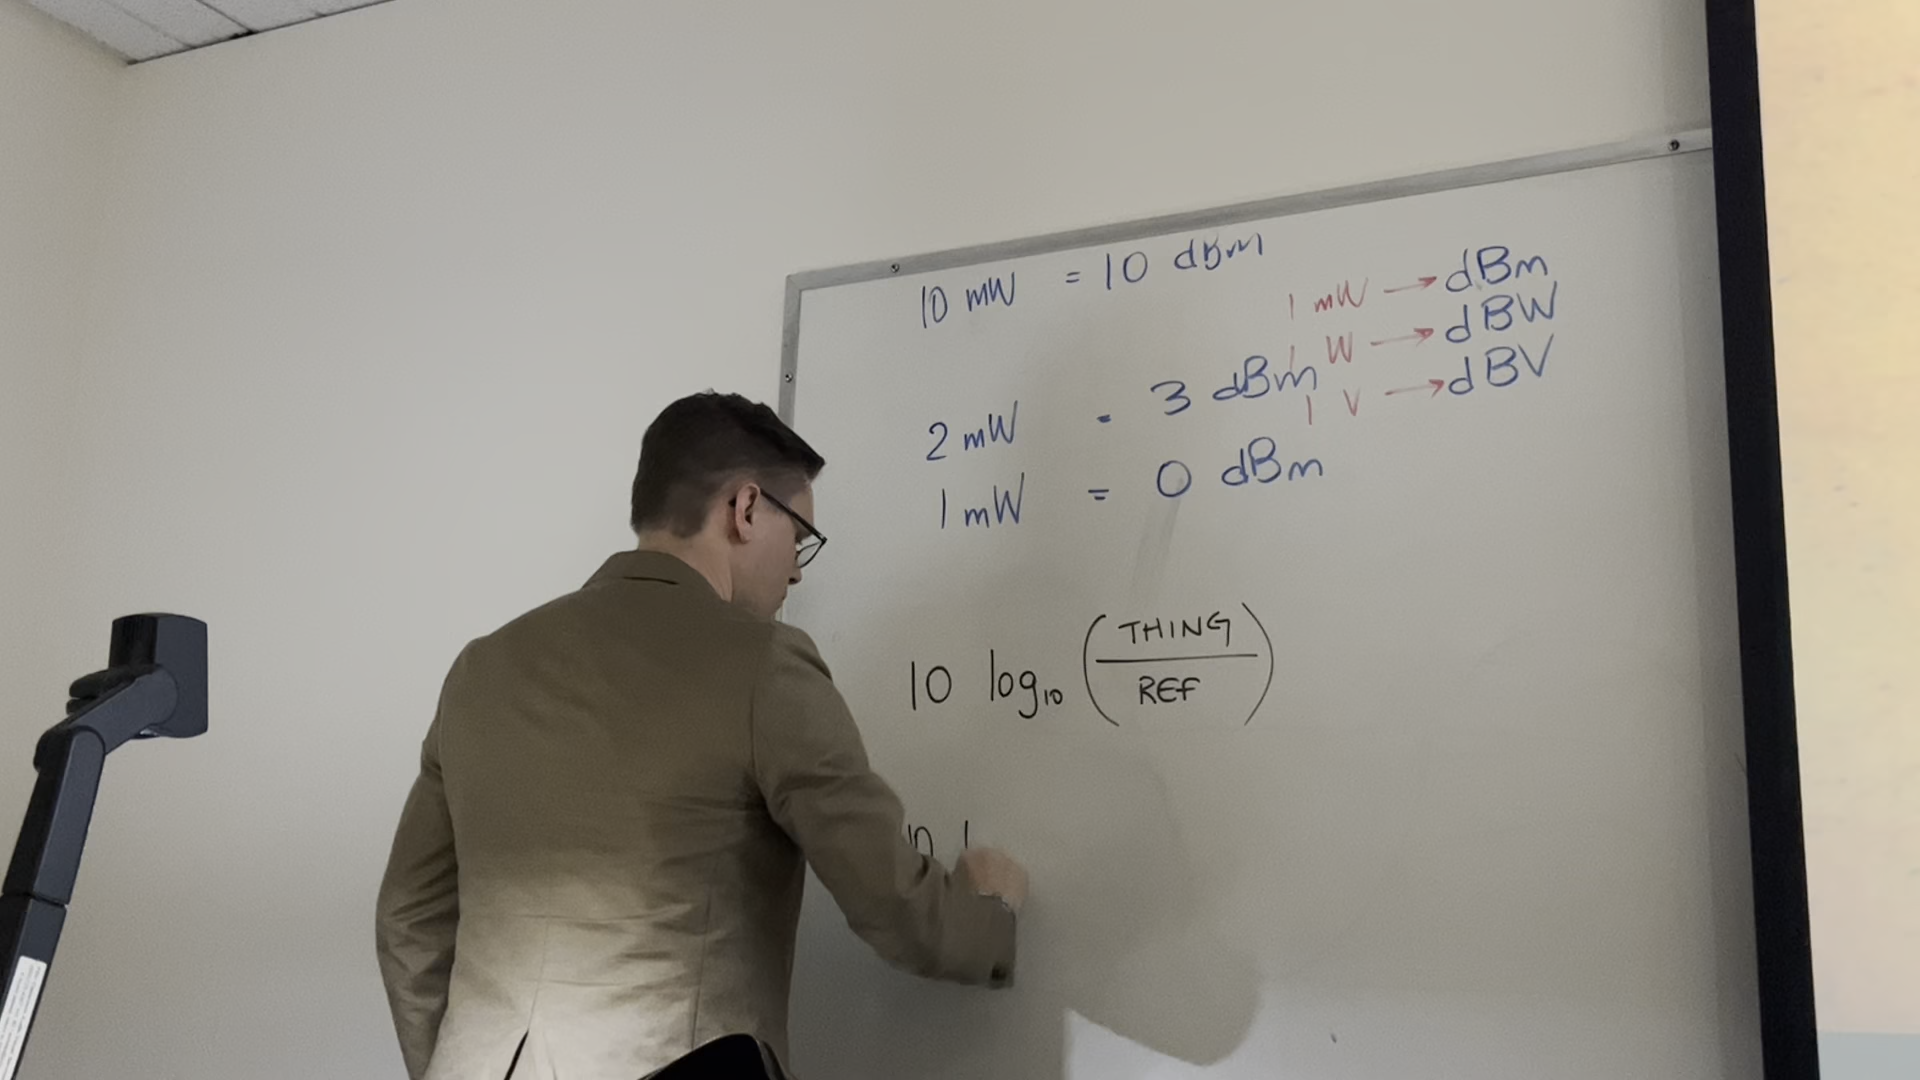 10 mW = 10 dBm
1 mW → dBm
1 W → dBW
1 V → dBV
2 mW = 3 dBm
1 mW = 0 dBm
10 log₁₀ (THING / REF)
10 l